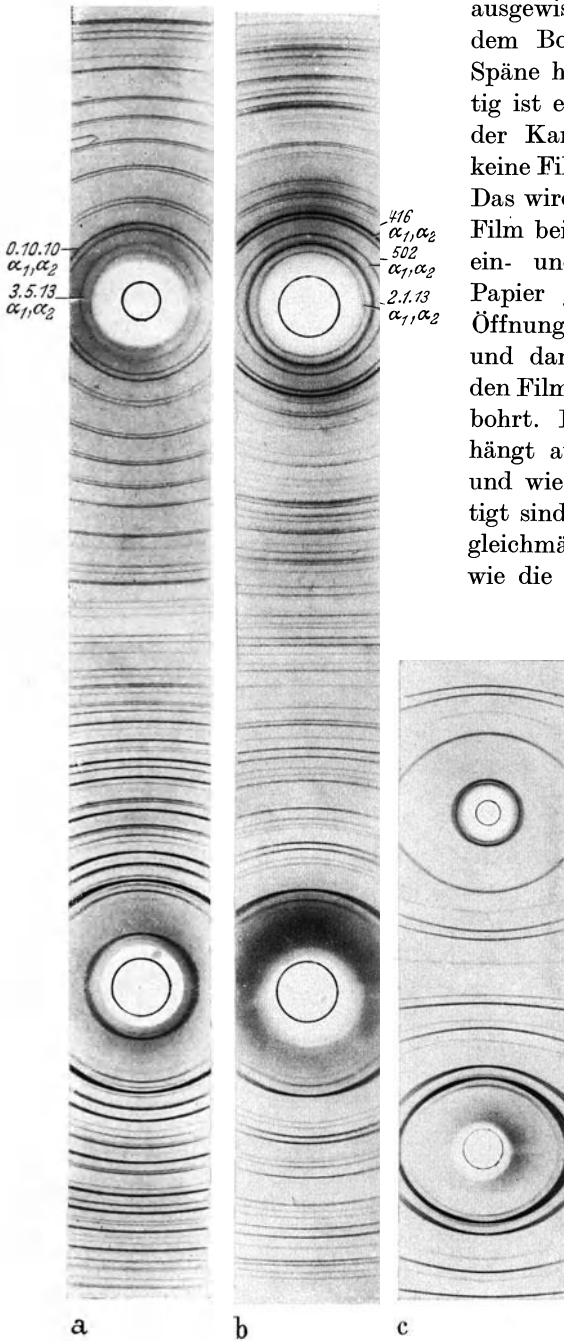 ausgewis
dem Bo
Späne h
tig ist e
der Kar
keine Fil
Das wird
Film bei
ein- und
Papier
Öffnung
und dar
den Film
bohrt.
hängt a
und wie
tigt sind
gleichmä
wie die
0.10.10
α₁,α₂
3.5.13
α₁,α₂
416
α₁,α₂
502
α₁,α₂
2.1.13
α₁,α₂
a
b
c